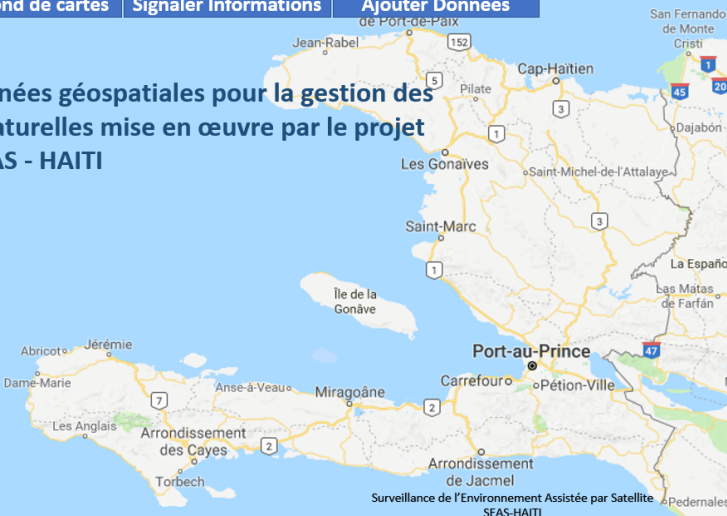 ond de cartes
Signaler Informations
Ajouter Données
de Port-de-Paix
San Fernando
de Monte
Cristi
Jean-Rabel
152
1
Cap-Haïtien
5
Pilate
45
20
nées géospatiales pour la gestion des
3
aturelles mise en œuvre par le projet
1
Dajabón
AS - HAITI
Les Gonaïves
Saint-Michel-de-l'Attalaye
3
Saint-Marc
1
La Españo
Île de la
Gonâve
Las Matas
de Farfán
Port-au-Prince
47
Abricot
Jérémie
Dame-Marie
Anse-à-Veau
Miragoâne
Carrefour
Pétion-Ville
7
2
Les Anglais
Arrondissement
des Cayes
2
Torbech
Arrondissement
de Jacmel
Surveillance de l'Environnement Assistée par Satellite
SEAS-HAITI
Pedernales